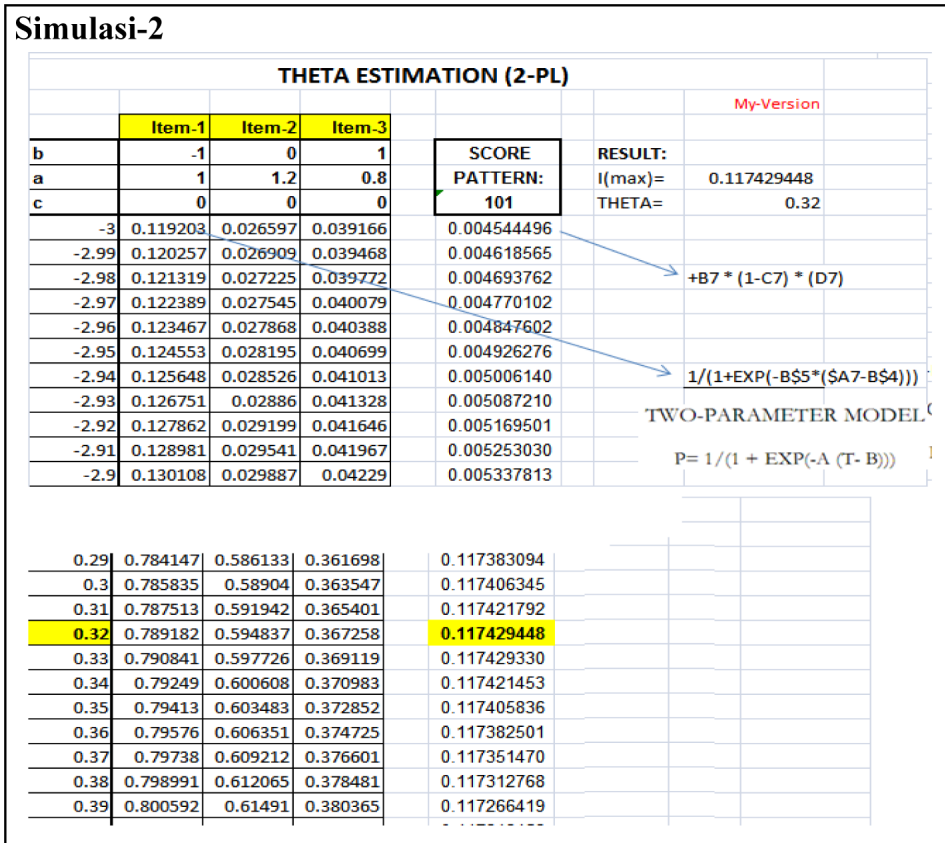 Simulasi-2
THETA ESTIMATION (2-PL)
My-Version
Item-1 Item-2 Item-3
b -1 0 1 SCORE RESULT:
a 1 1.2 0.8 PATTERN: I(max)= 0.117429448
c 0 0 0 101 THETA= 0.32
-3 0.119203 0.026597 0.039166 0.004544496
-2.99 0.120257 0.026909 0.039468 0.004618565
-2.98 0.121319 0.027225 0.039772 0.004693762 +B7 * (1-C7) * (D7)
-2.97 0.122389 0.027545 0.040079 0.004770102
-2.96 0.123467 0.027868 0.040388 0.004847602
-2.95 0.124553 0.028195 0.040699 0.004926276
-2.94 0.125648 0.028526 0.041013 0.005006140 1/(1+EXP(-B$5*($A7-B$4)))
-2.93 0.126751 0.02886 0.041328 0.005087210
TWO-PARAMETER MODEL
-2.92 0.127862 0.029199 0.041646 0.005169501
-2.91 0.128981 0.029541 0.041967 0.005253030
P= 1/(1 + EXP(-A (T- B)))
-2.9 0.130108 0.029887 0.04229 0.005337813
0.29 0.784147 0.586133 0.361698 0.117383094
0.3 0.785835 0.58904 0.363547 0.117406345
0.31 0.787513 0.591942 0.365401 0.117421792
0.32 0.789182 0.594837 0.367258 0.117429448
0.33 0.790841 0.597726 0.369119 0.117429330
0.34 0.79249 0.600608 0.370983 0.117421453
0.35 0.79413 0.603483 0.372852 0.117405836
0.36 0.79576 0.606351 0.374725 0.117382501
0.37 0.79738 0.609212 0.376601 0.117351470
0.38 0.798991 0.612065 0.378481 0.117312768
0.39 0.800592 0.61491 0.380365 0.117266419